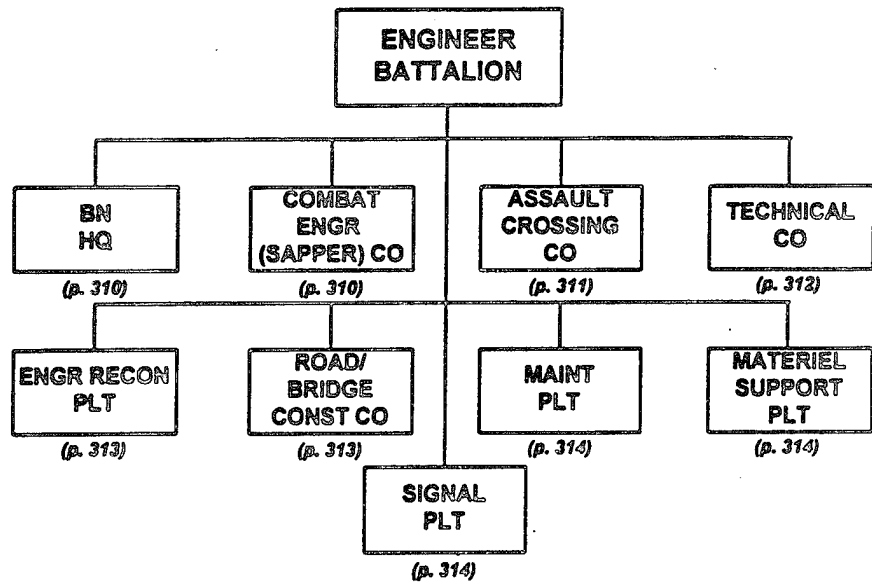 ENGINEER
BATTALION
BN
HQ
(p. 310)
COMBAT
ENGR
(SAPPER) CO
(p. 310)
ASSAULT
CROSSING
CO
(p. 311)
TECHNICAL
CO
(p. 312)
ENGR RECON
PLT
(p. 313)
ROAD/
BRIDGE
CONST CO
(p. 313)
MAINT
PLT
(p. 314)
MATERIEL
SUPPORT
PLT
(p. 314)
SIGNAL
PLT
(p. 314)